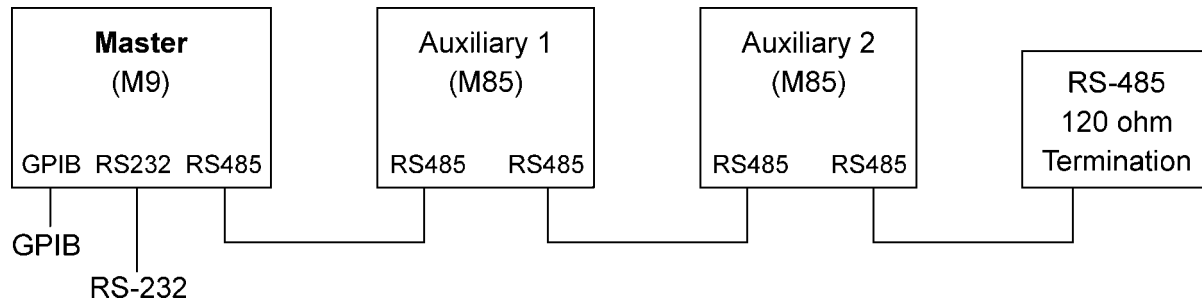 Master
(M9)
GPIB RS232 RS485
GPIB
RS-232
Auxiliary 1
(M85)
RS485 RS485
Auxiliary 2
(M85)
RS485 RS485
RS-485
120 ohm
Termination